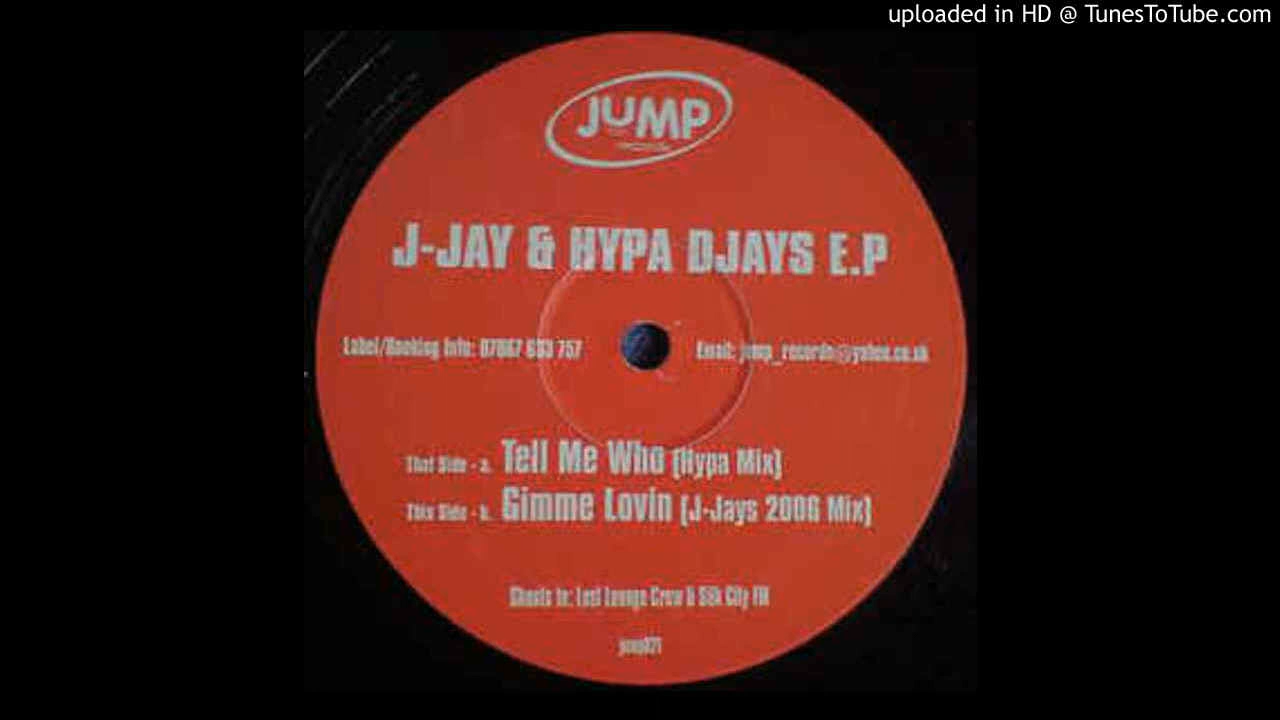 uploaded in HD @ TunesToTube.com
JUMP
J-JAY & HYPA DJAYS E.P
Label/Booking Info: 07867 633 757
Email: jump_records@yahoo.co.uk
That Side - a. Tell Me Who (Hypa Mix)
This Side - b. Gimme Lovin (J-Jays 2006 Mix)
Shouts to: Lost Lounge Crew & Silk City FM